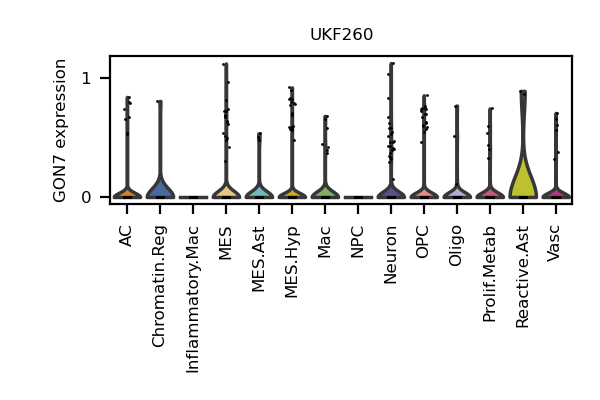 UKF260
GON7 expression
1
0
AC
Chromatin.Reg
Inflammatory.Mac
MES
MES.Ast
MES.Hyp
Mac
NPC
Neuron
OPC
Oligo
Prolif.Metab
Reactive.Ast
Vasc